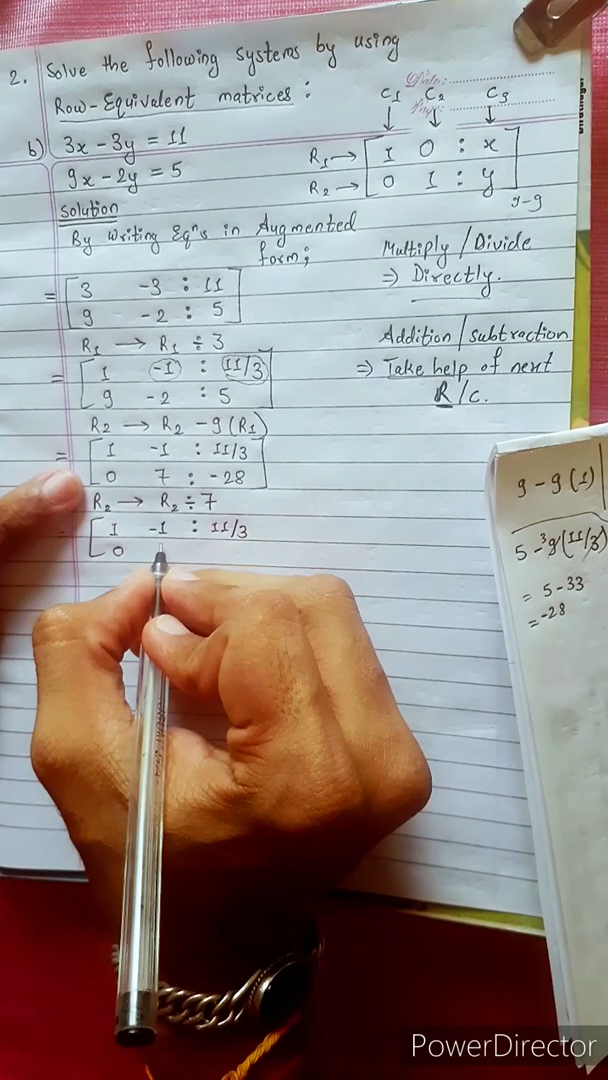 2. Solve the following systems by using
Row-Equivalent matrices :
b) 3x - 3y = 11
9x - 2y = 5
C1 C2 C3
↓ ↓ ↓
R1 → [ 1 0 : x ]
R2 → [ 0 1 : y ]
Solution
By writing Eqⁿs in Augmented
form;
= [ 3 -3 : 11 ]
[ 9 -2 : 5 ]
R1 → R1 ÷ 3
= [ 1 -1 : 11/3 ]
[ 9 -2 : 5 ]
R2 → R2 - 9(R1)
= [ 1 -1 : 11/3 ]
[ 0 7 : -28 ]
R2 → R2 ÷ 7
= [ 1 -1 : 11/3
0
Multiply / Divide
⇒ Directly.
Addition / subtraction
⇒ Take help of next
R/c.
9 - 9(1)
5 - 9(11/3)
= 5 - 33
= -28
PowerDirector